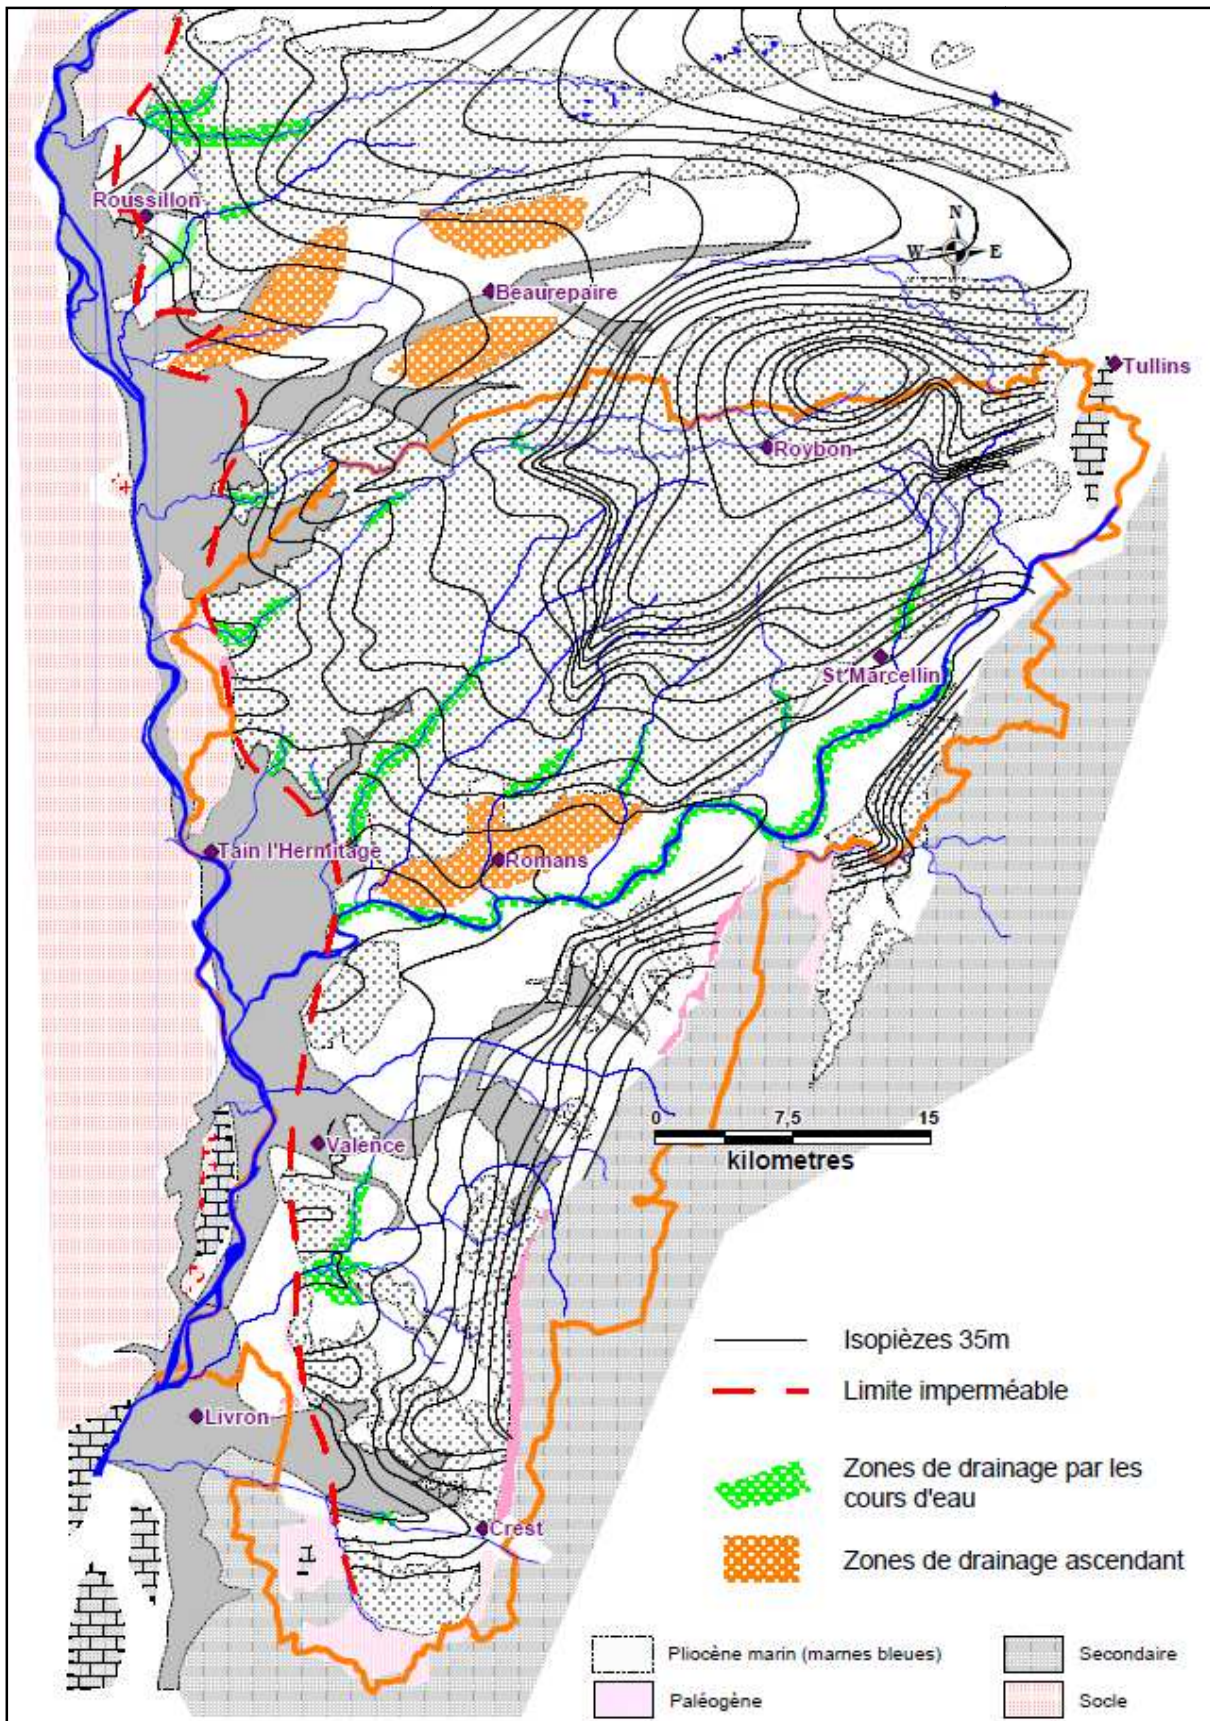 Roussillon
N
W E
S
Beaurepaire
Tullins
Roybon
St Marcellin
Tain l'Hermitage
Romans
0 7,5 15
kilometres
Valence
Isopièzes 35m
Limite imperméable
Livron
Zones de drainage par les
cours d'eau
Crest
Zones de drainage ascendant
Pliocène marin (marnes bleues)
Secondaire
Paléogène
Socle